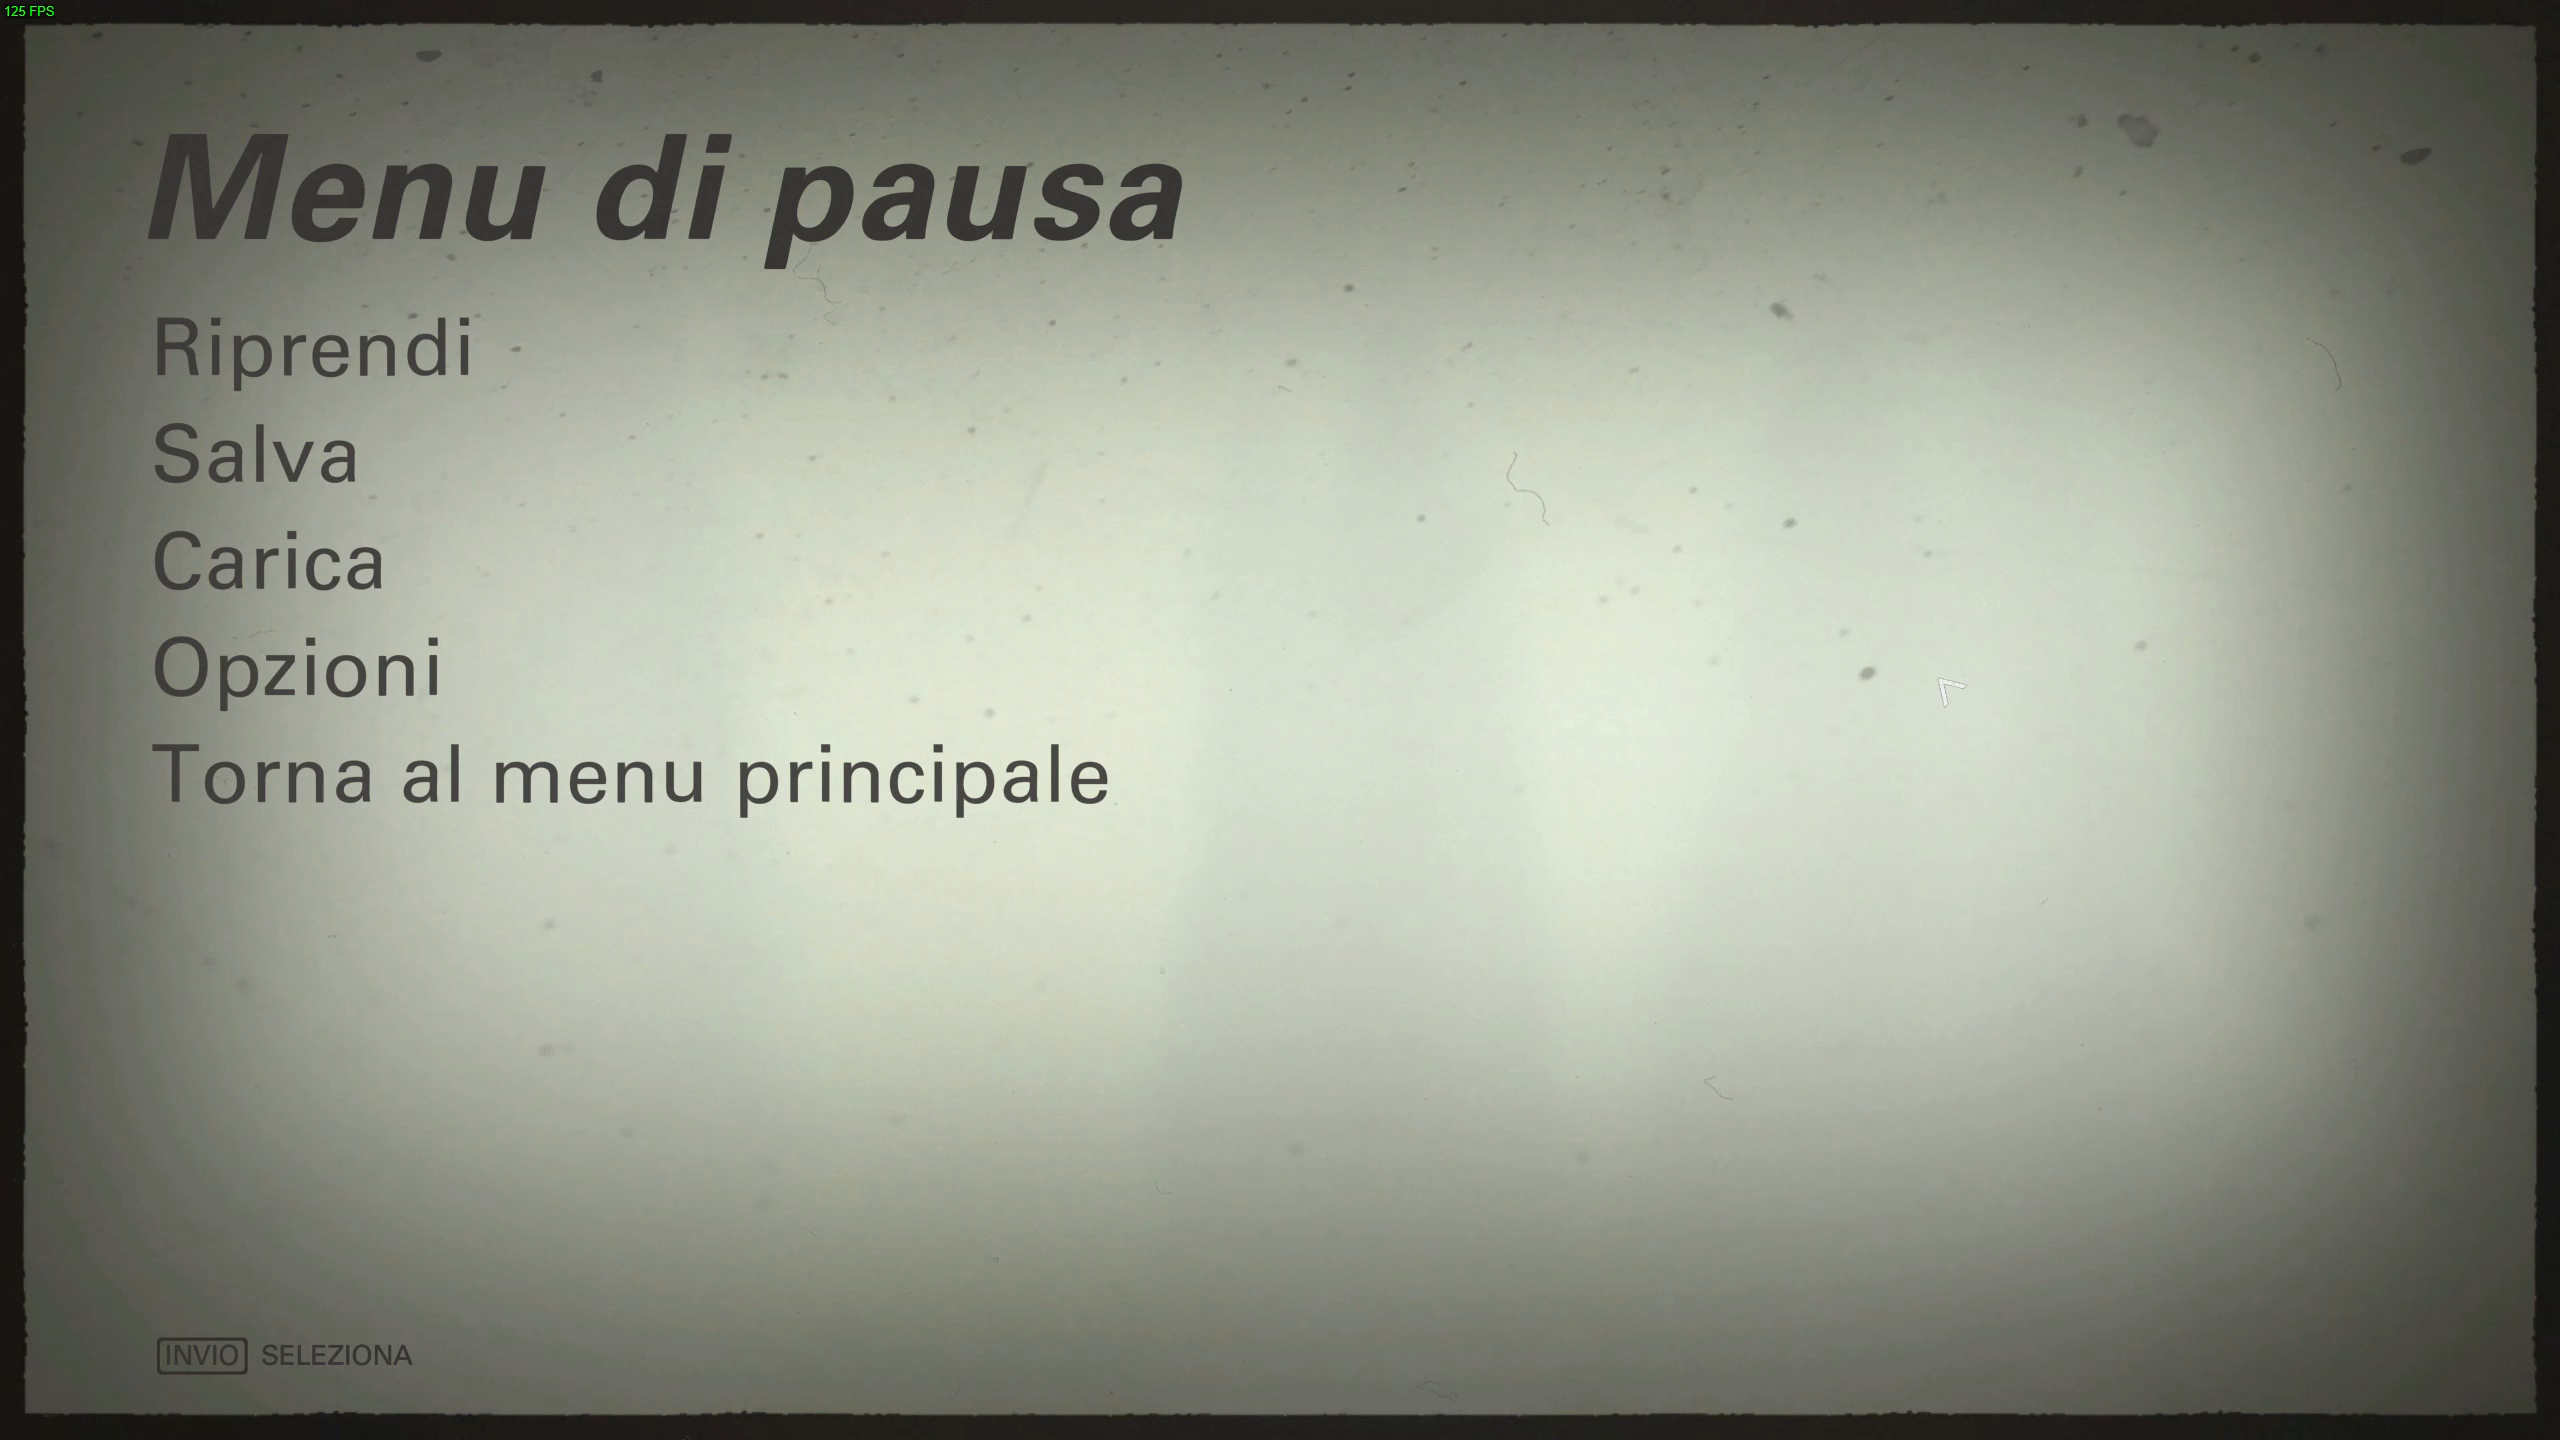 125 FPS
Menu di pausa
Riprendi
Salva
Carica
Opzioni
Torna al menu principale
INVIO SELEZIONA